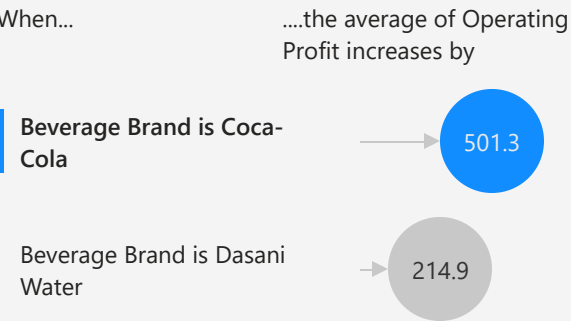 When...
....the average of Operating
Profit increases by
Beverage Brand is Coca-
Cola
501.3
Beverage Brand is Dasani
Water
214.9